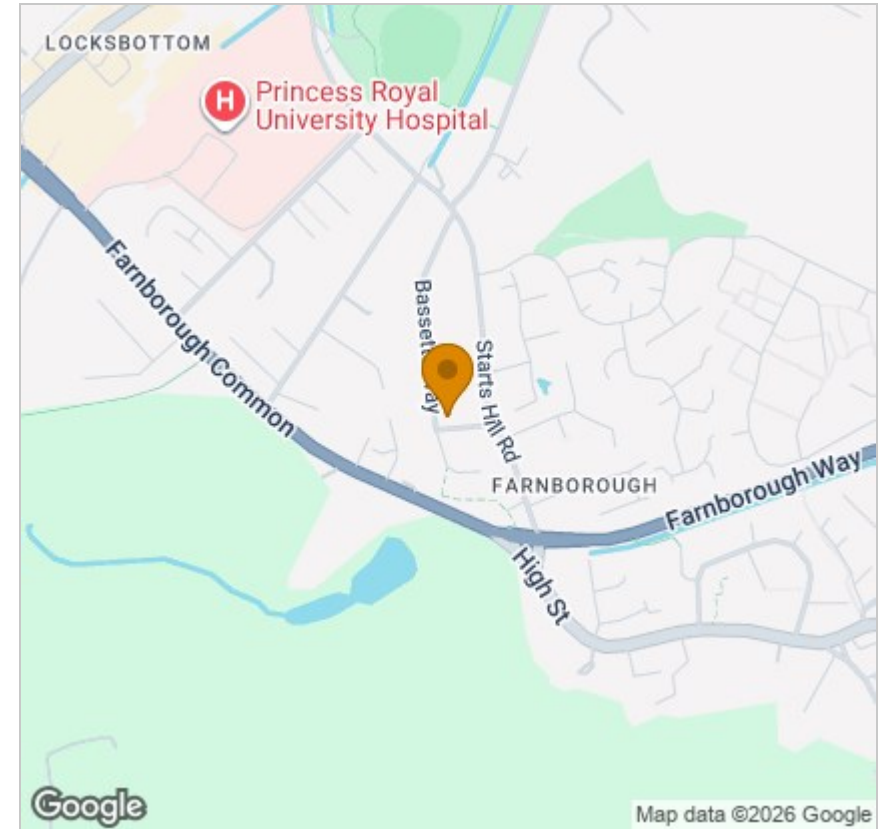 LOCKSBOTTOM
H
Princess Royal
University Hospital
Farnborough Common
Starts Hill Rd
FARNBOROUGH
Farnborough Way
High St
Google
Map data ©2026 Google